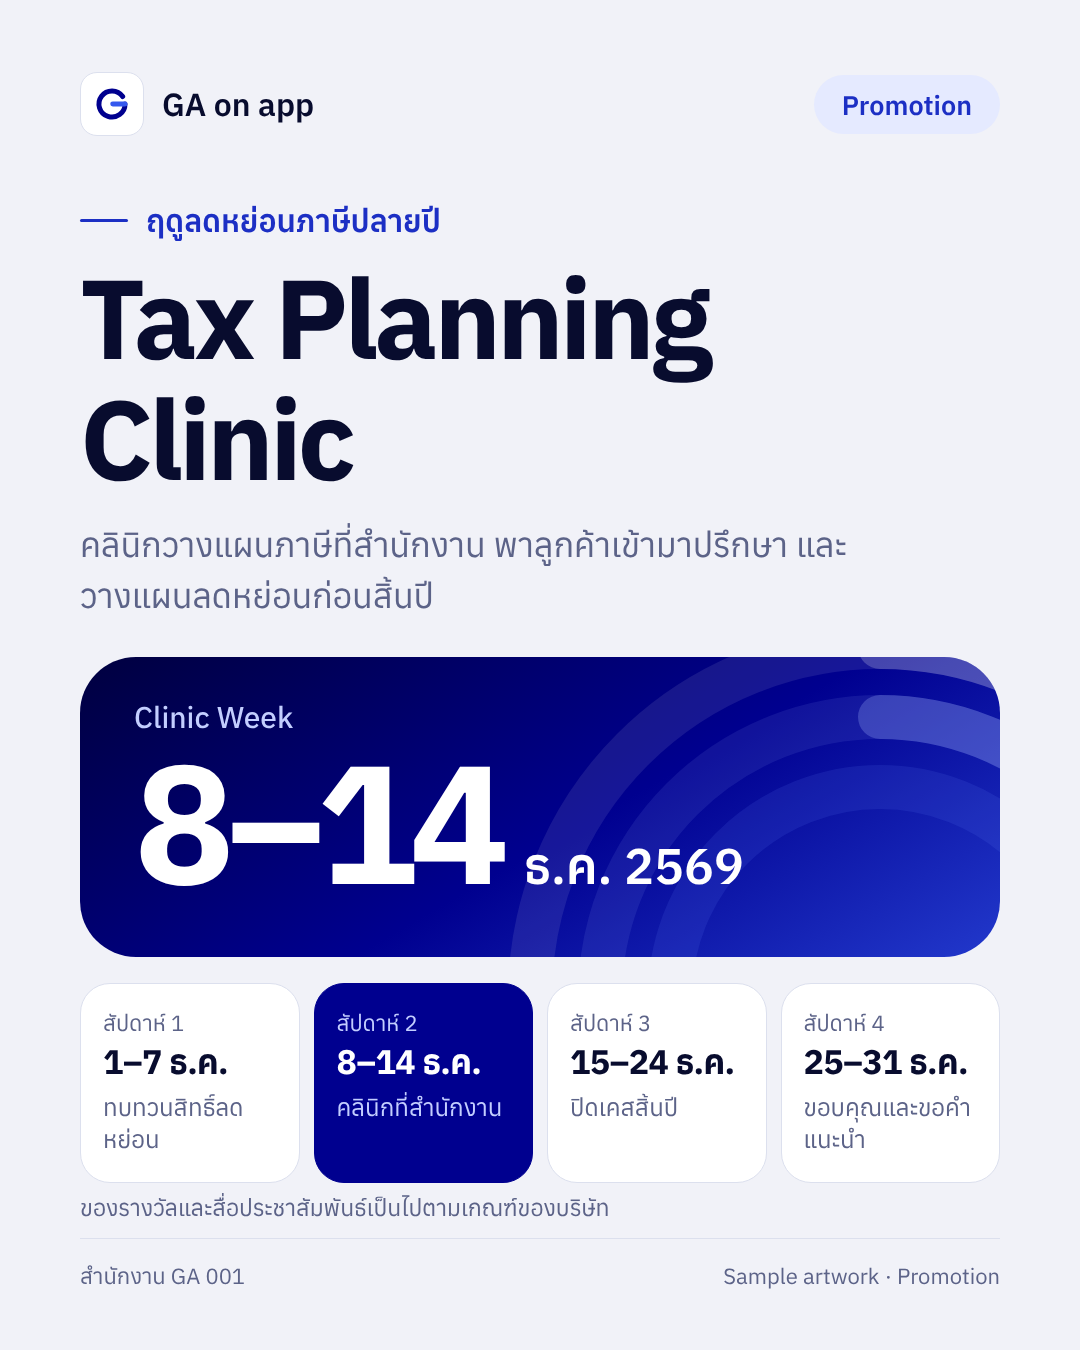 GA on app
Promotion
ฤดูลดหย่อนภาษีปลายปี
Tax Planning
Clinic
คลินิกวางแผนภาษีที่สำนักงาน พาลูกค้าเข้ามาปรึกษา และ
วางแผนลดหย่อนก่อนสิ้นปี
Clinic Week
8–14 ธ.ค. 2569
สัปดาห์ 1
1–7 ธ.ค.
ทบทวนสิทธิ์ลด
หย่อน
สัปดาห์ 2
8–14 ธ.ค.
คลินิกที่สำนักงาน
สัปดาห์ 3
15–24 ธ.ค.
ปิดเคสสิ้นปี
สัปดาห์ 4
25–31 ธ.ค.
ขอบคุณและขอคำ
แนะนำ
ของรางวัลและสื่อประชาสัมพันธ์เป็นไปตามเกณฑ์ของบริษัท
สำนักงาน GA 001
Sample artwork · Promotion